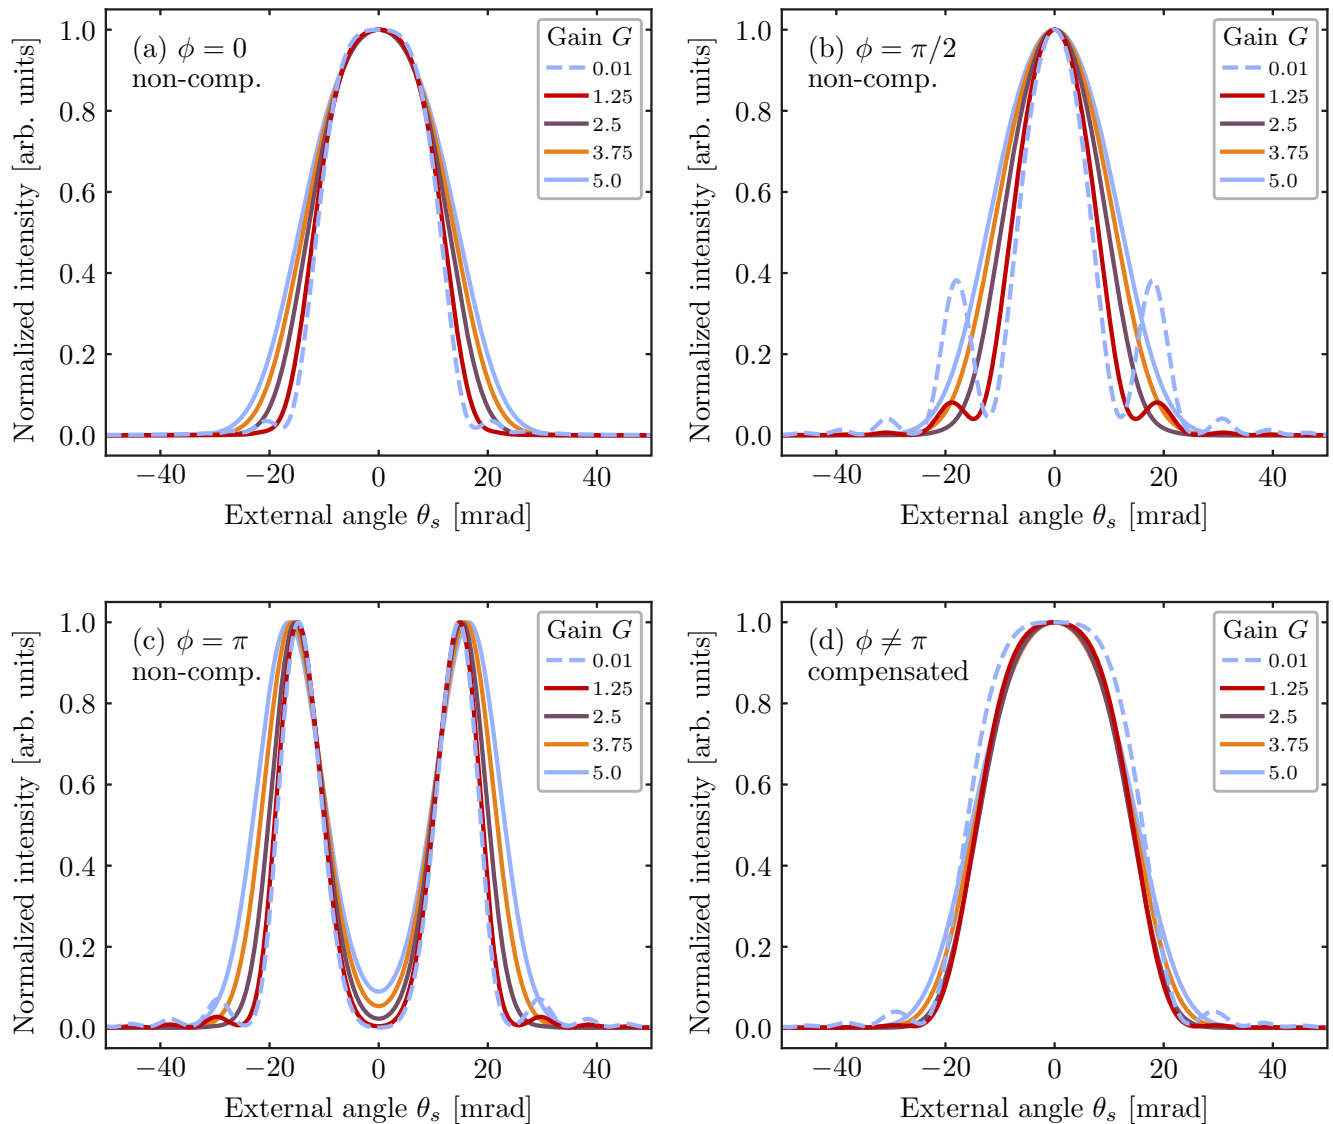 (a) ϕ = 0
non-comp.
Gain G
0.01
1.25
2.5
3.75
5.0
Normalized intensity [arb. units]
1.0
0.8
0.6
0.4
0.2
0.0
−40 −20 0 20 40
External angle θs [mrad]
(b) ϕ = π/2
non-comp.
Gain G
0.01
1.25
2.5
3.75
5.0
Normalized intensity [arb. units]
1.0
0.8
0.6
0.4
0.2
0.0
−40 −20 0 20 40
External angle θs [mrad]
(c) ϕ = π
non-comp.
Gain G
0.01
1.25
2.5
3.75
5.0
Normalized intensity [arb. units]
1.0
0.8
0.6
0.4
0.2
0.0
−40 −20 0 20 40
External angle θs [mrad]
(d) ϕ ≠ π
compensated
Gain G
0.01
1.25
2.5
3.75
5.0
Normalized intensity [arb. units]
1.0
0.8
0.6
0.4
0.2
0.0
−40 −20 0 20 40
External angle θs [mrad]